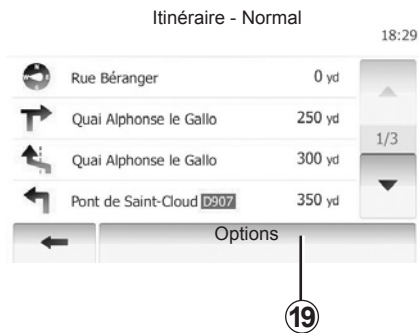 Itinéraire - Normal
18:29
Rue Béranger 0 yd
Quai Alphonse le Gallo 250 yd
1/3
Quai Alphonse le Gallo 300 yd
Pont de Saint-Cloud D907 350 yd
Options
19